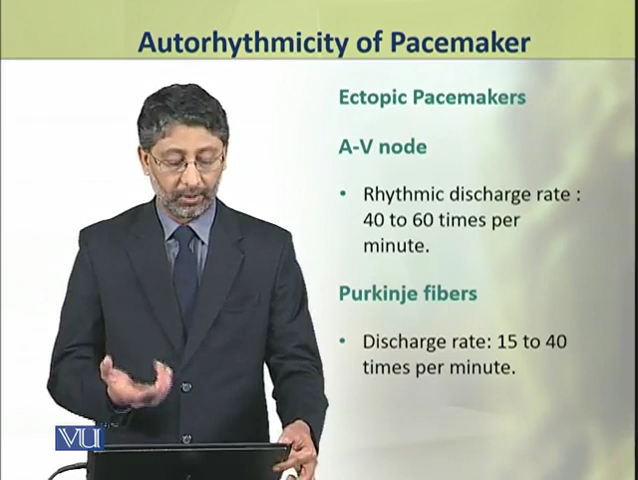 Autorhythmicity of Pacemaker
Ectopic Pacemakers
A-V node
• Rhythmic discharge rate :
40 to 60 times per
minute.
Purkinje fibers
• Discharge rate: 15 to 40
times per minute.
VU